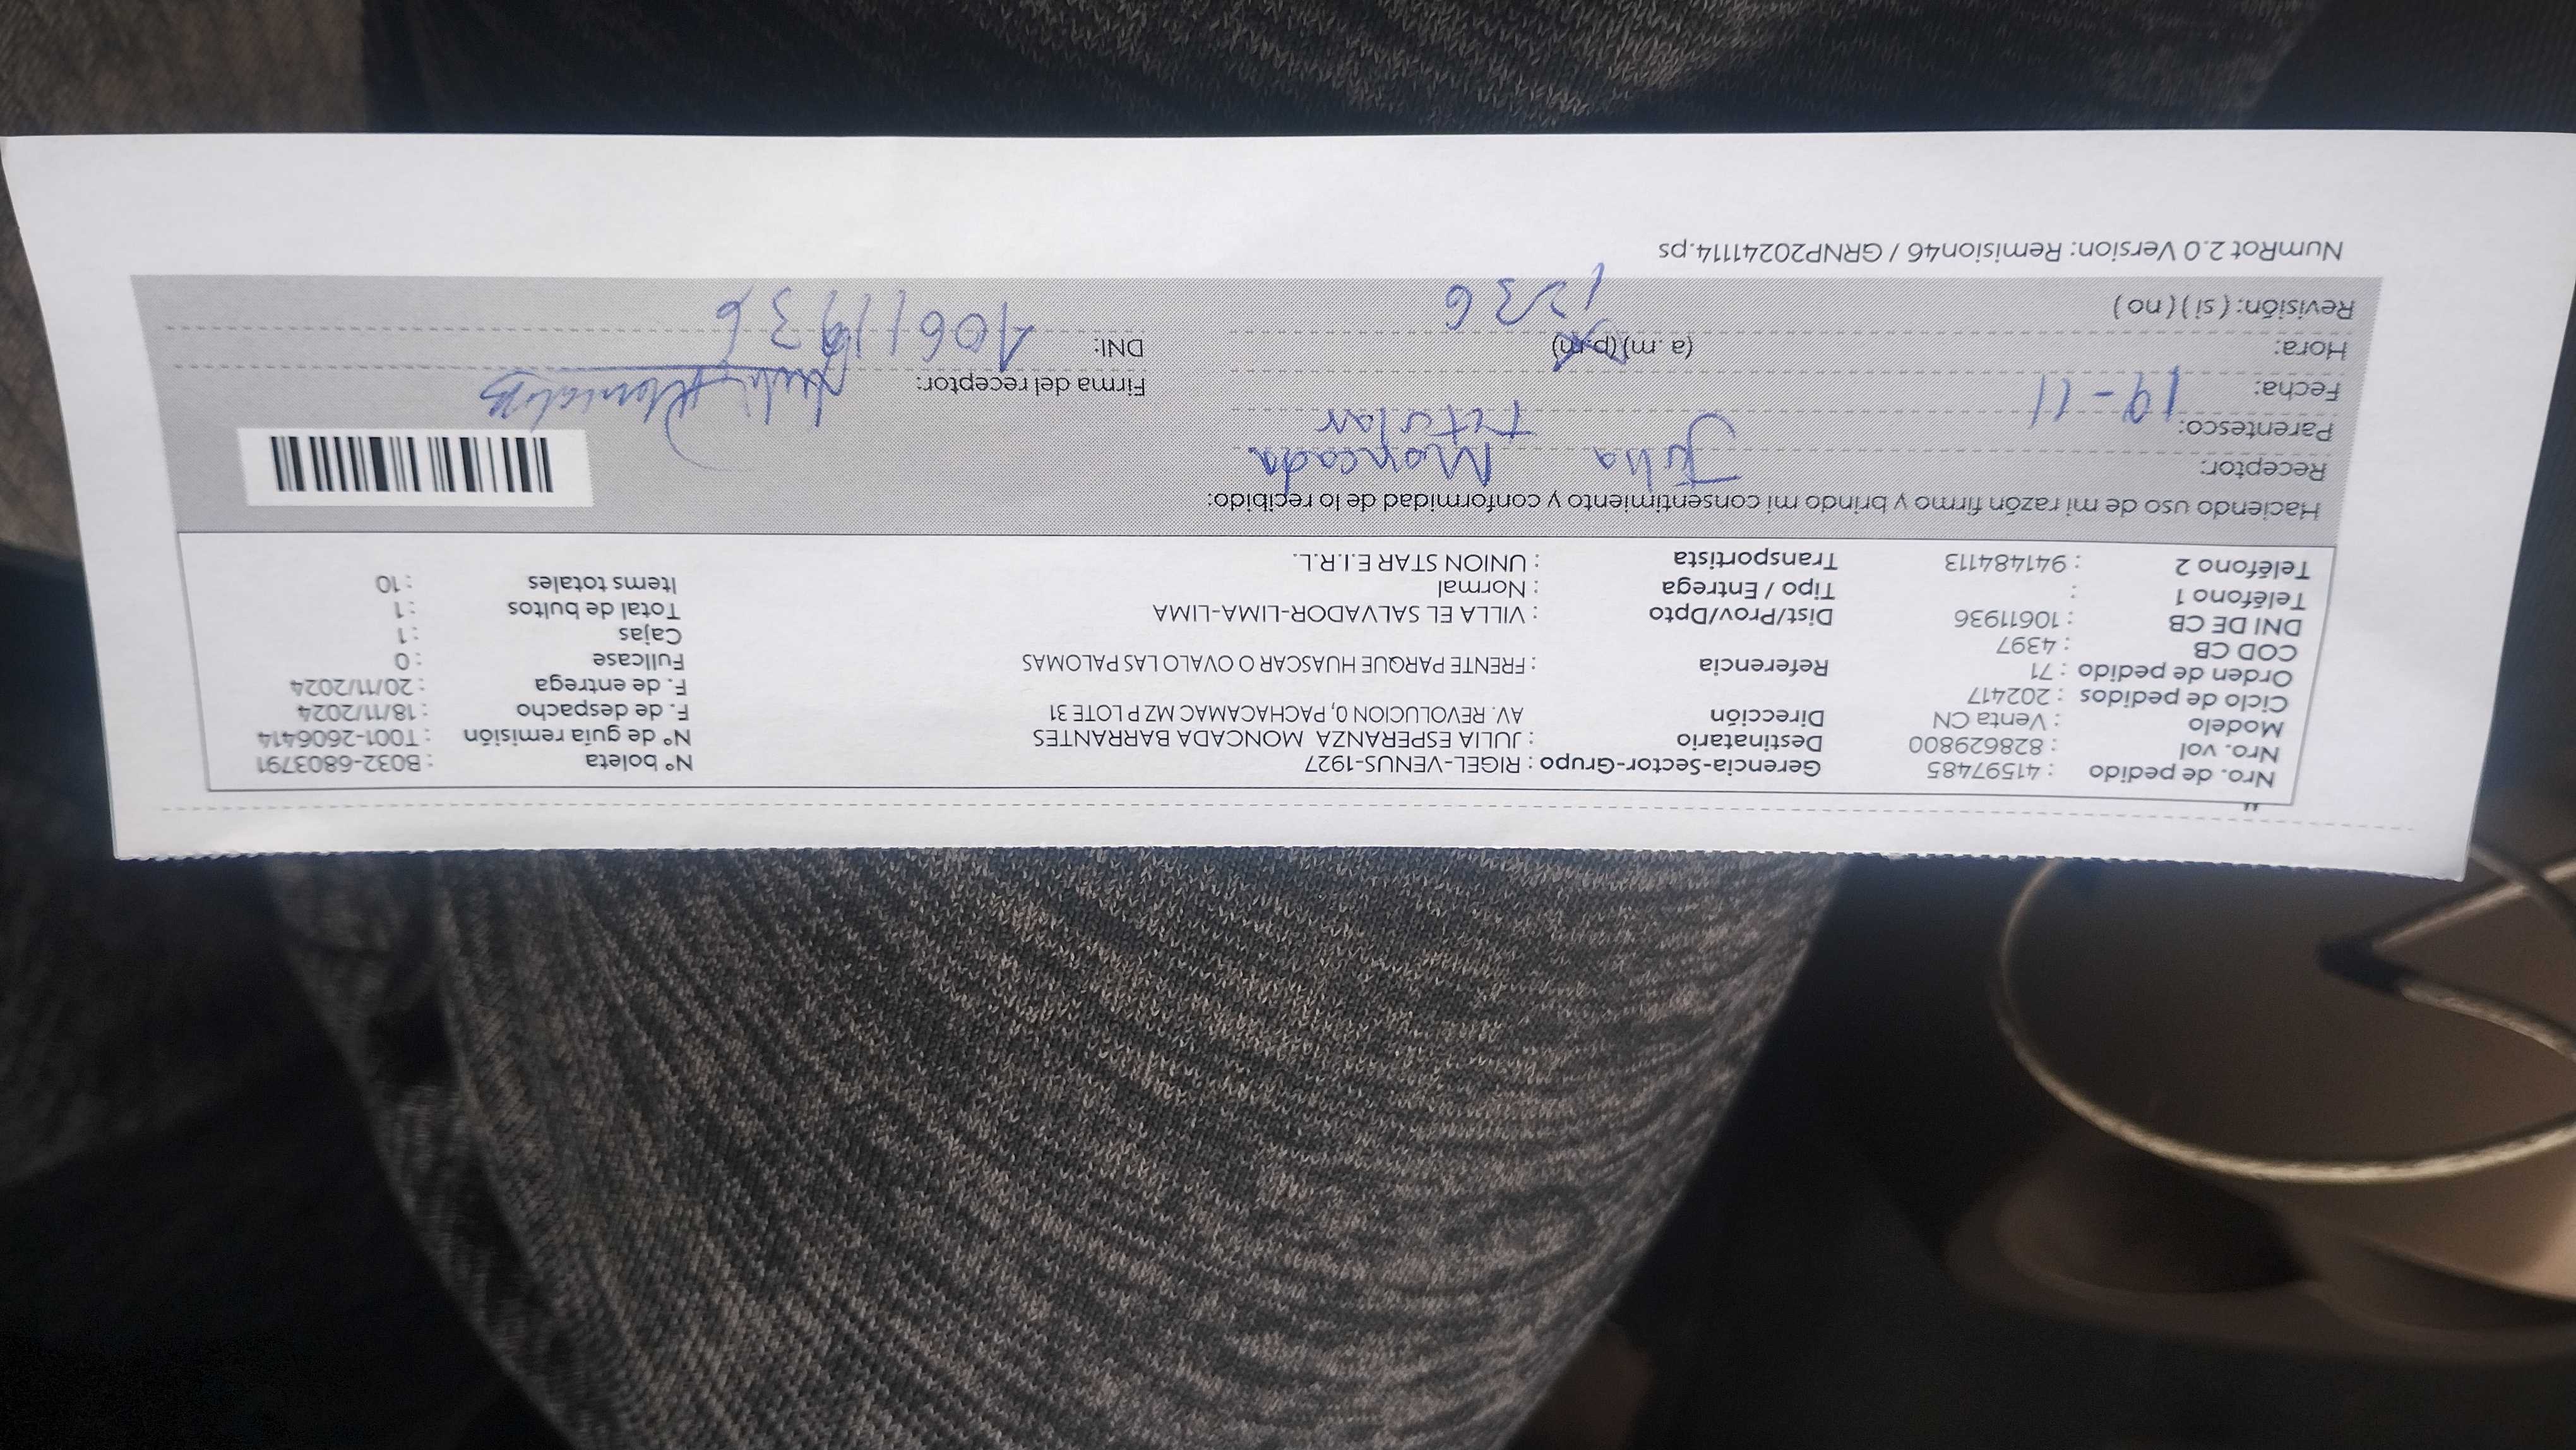 Nro. de pedido : 41597485 Gerencia-Sector-Grupo : RIGEL-VENUS-1927 N° boleta : B032-6803791
Nro. vol : 828629800 Destinatario : JULIA ESPERANZA MONCADA BARRANTES N° de guia remisión : T001-2606414
Modelo : Venta CN Dirección AV. REVOLUCION 0, PACHACAMAC MZ P LOTE 31 F. de despacho : 18/11/2024
Ciclo de pedidos : 202417 F. de entrega : 20/11/2024
Orden de pedido : 71 Referencia : FRENTE PARQUE HUASCAR O OVALO LAS PALOMAS Fullcase : 0
COD CB : 4397 Cajas : 1
DNI DE CB : 10611936 Dist/Prov/Dpto : VILLA EL SALVADOR-LIMA-LIMA Total de bultos : 1
Teléfono 1 : Tipo / Entrega : Normal Items totales : 10
Teléfono 2 : 941484113 Transportista : UNION STAR E.I.R.L.
Haciendo uso de mi razón firmo y brindo mi consentimiento y conformidad de lo recibido:
Receptor: Julia Moncada
Parentesco: Titular
Fecha: 19-11 Firma del receptor:
Hora: (a.m) (p.m) 1236 DNI: 10611936
Revisión: ( si ) ( no )
NumRot 2.0 Version: Remision46 / GRNP20241114.ps